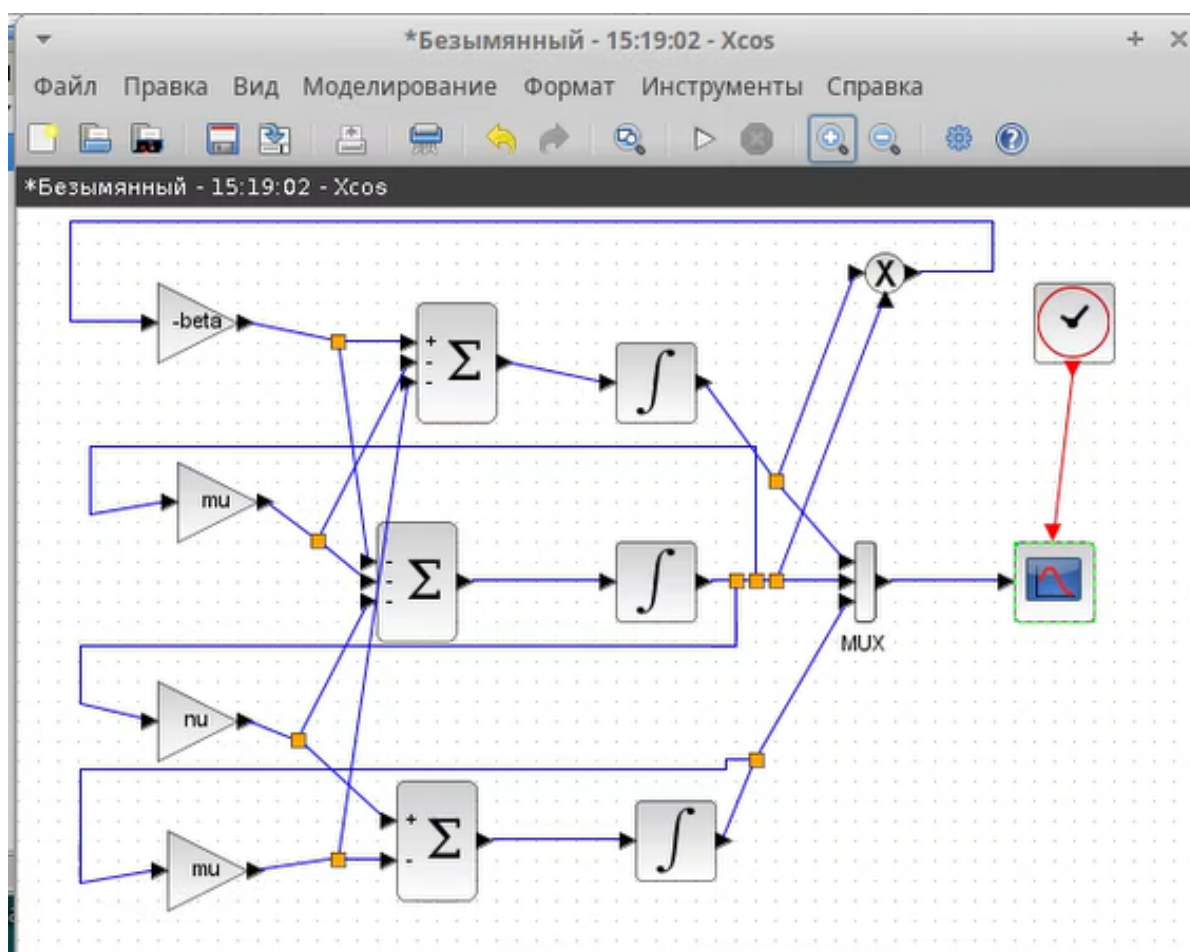 *Безымянный - 15:19:02 - Xcos
Файл Правка Вид Моделирование Формат Инструменты Справка
*Безымянный - 15:19:02 - Xcos
X
-beta
+
-
-
Σ
∫
mu
-
-
-
Σ
∫
MUX
nu
+
-
Σ
∫
mu